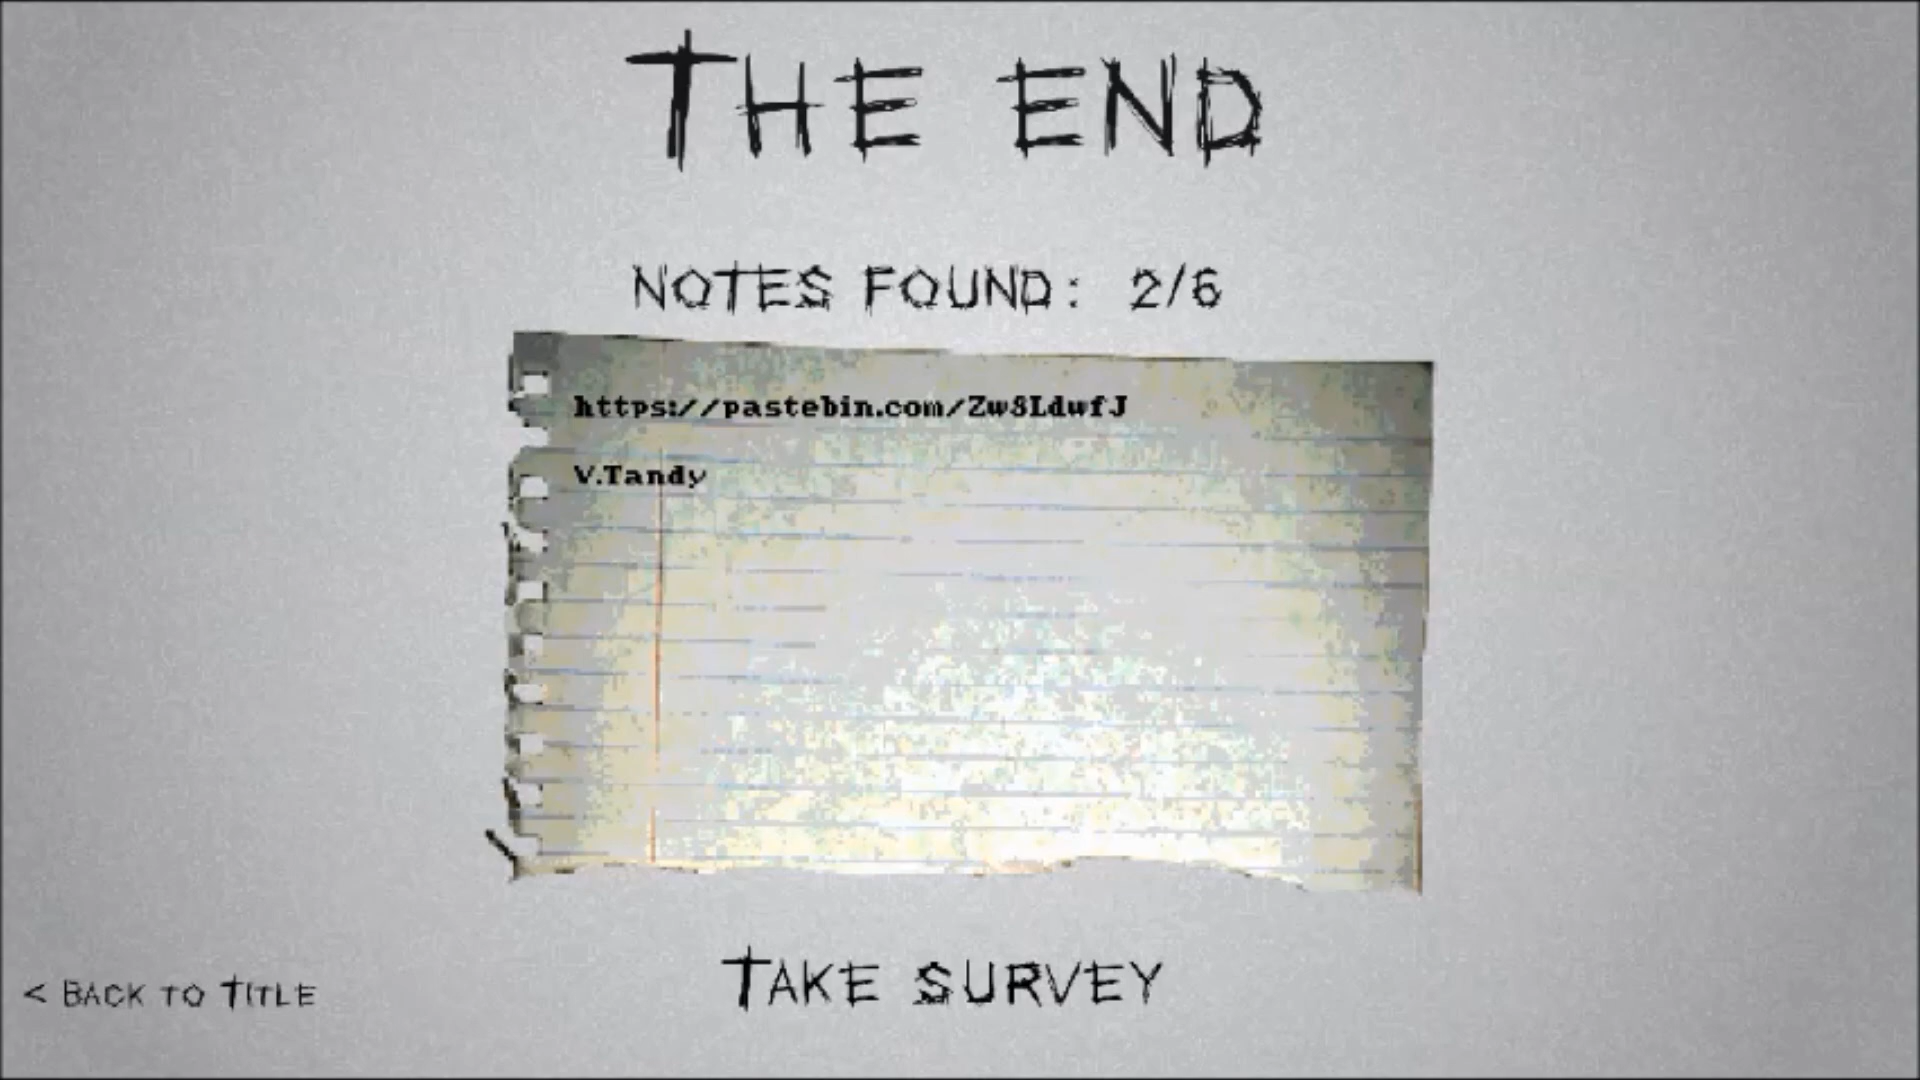 THE END
NOTES FOUND: 2/6
https://pastebin.com/Zw8LdwfJ
V.Tandy
TAKE SURVEY
< BACK TO TITLE